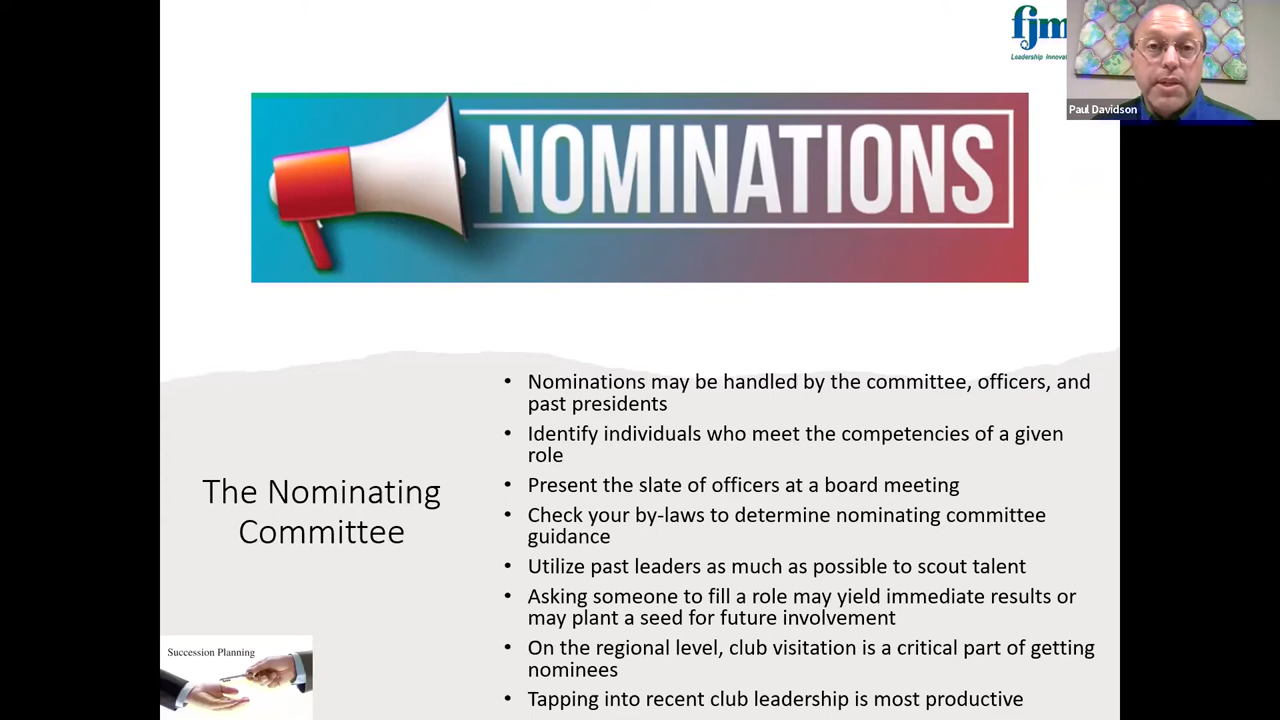 fjm
Leadership Innova
Paul Davidson
NOMINATIONS
The Nominating
Committee
• Nominations may be handled by the committee, officers, and
past presidents
• Identify individuals who meet the competencies of a given
role
• Present the slate of officers at a board meeting
• Check your by-laws to determine nominating committee
guidance
• Utilize past leaders as much as possible to scout talent
• Asking someone to fill a role may yield immediate results or
may plant a seed for future involvement
• On the regional level, club visitation is a critical part of getting
nominees
• Tapping into recent club leadership is most productive
Succession Planning